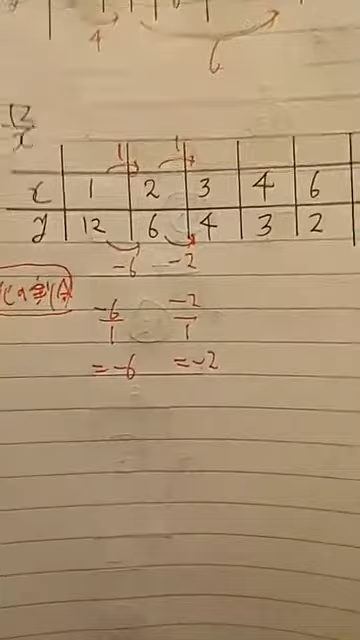 4 6
12/x
1 1
x 1 2 3 4 6
y 12 6 4 3 2
-6 -2
-6/1 -2/1
=-6 =-2